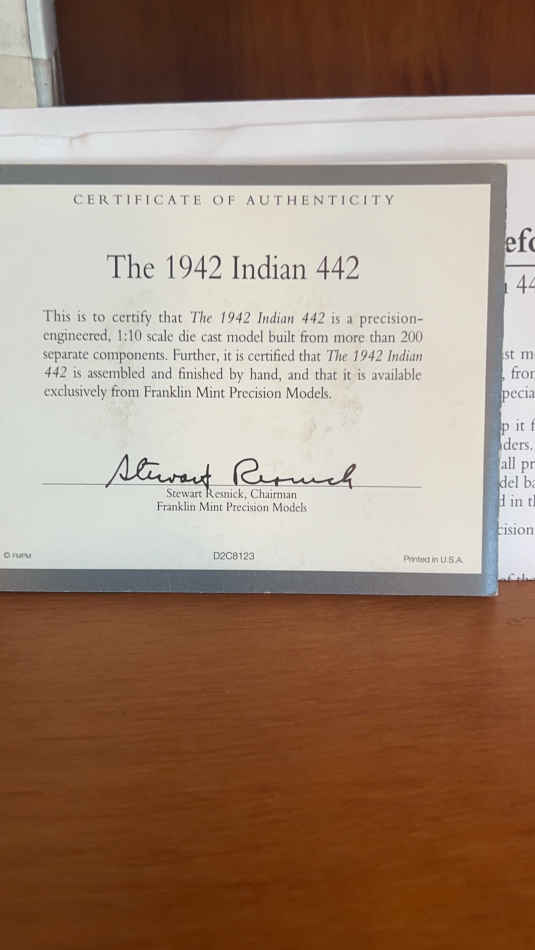 CERTIFICATE OF AUTHENTICITY
The 1942 Indian 442
This is to certify that The 1942 Indian 442 is a precision-
engineered, 1:10 scale die cast model built from more than 200
separate components. Further, it is certified that The 1942 Indian
442 is assembled and finished by hand, and that it is available
exclusively from Franklin Mint Precision Models.
Stewart Resnick
Stewart Resnick, Chairman
Franklin Mint Precision Models
© FMPM
D2C8123
Printed in U.S.A.